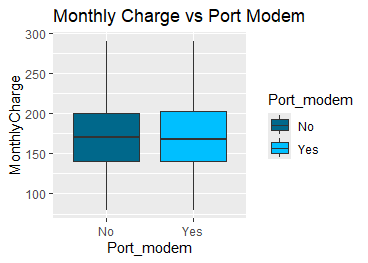 Monthly Charge vs Port Modem
300
250
200
150
100
MonthlyCharge
No Yes
Port_modem
Port_modem
No
Yes